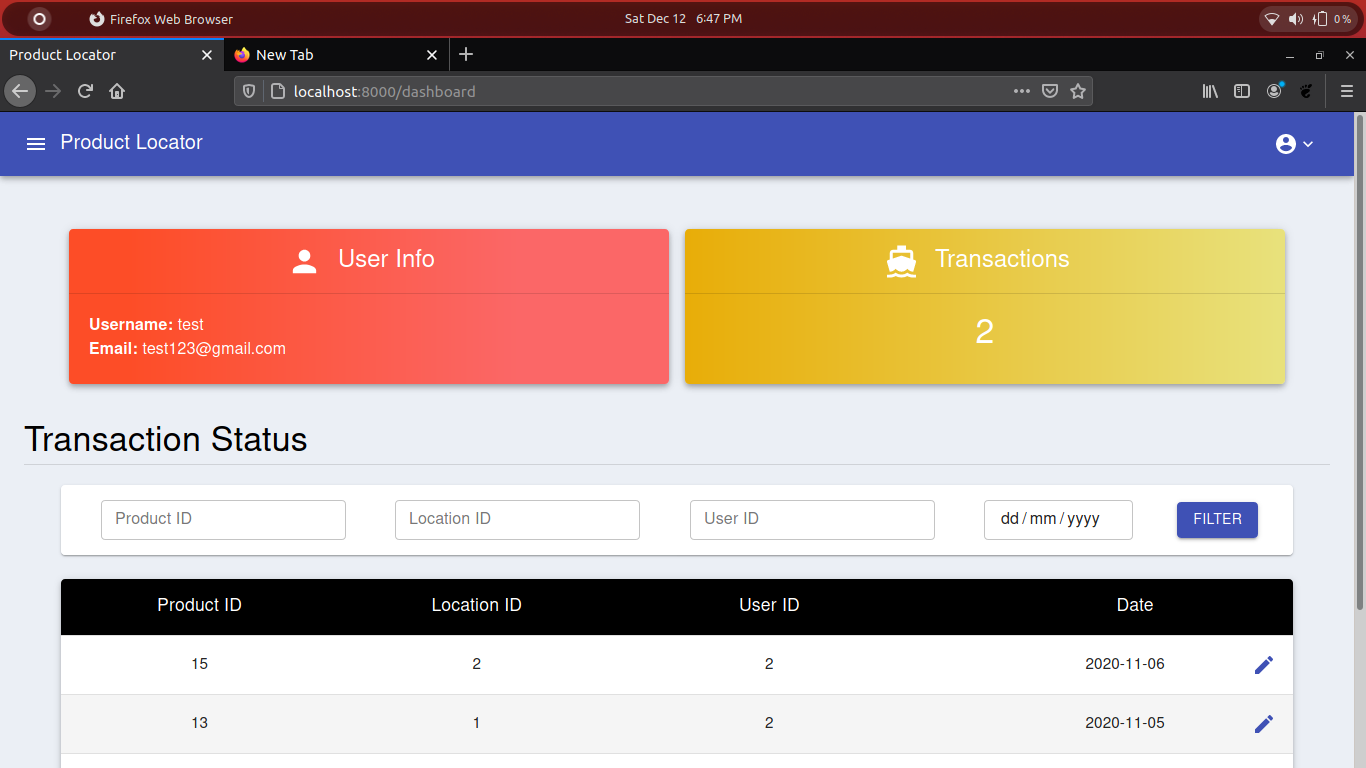 Firefox Web Browser
Sat Dec 12 6:47 PM
0 %
Product Locator
New Tab
localhost:8000/dashboard
Product Locator
User Info
Transactions
Username: test
Email: test123@gmail.com
2
Transaction Status
Product ID
Location ID
User ID
dd / mm / yyyy
FILTER
Product ID Location ID User ID Date
15 2 2 2020-11-06
13 1 2 2020-11-05